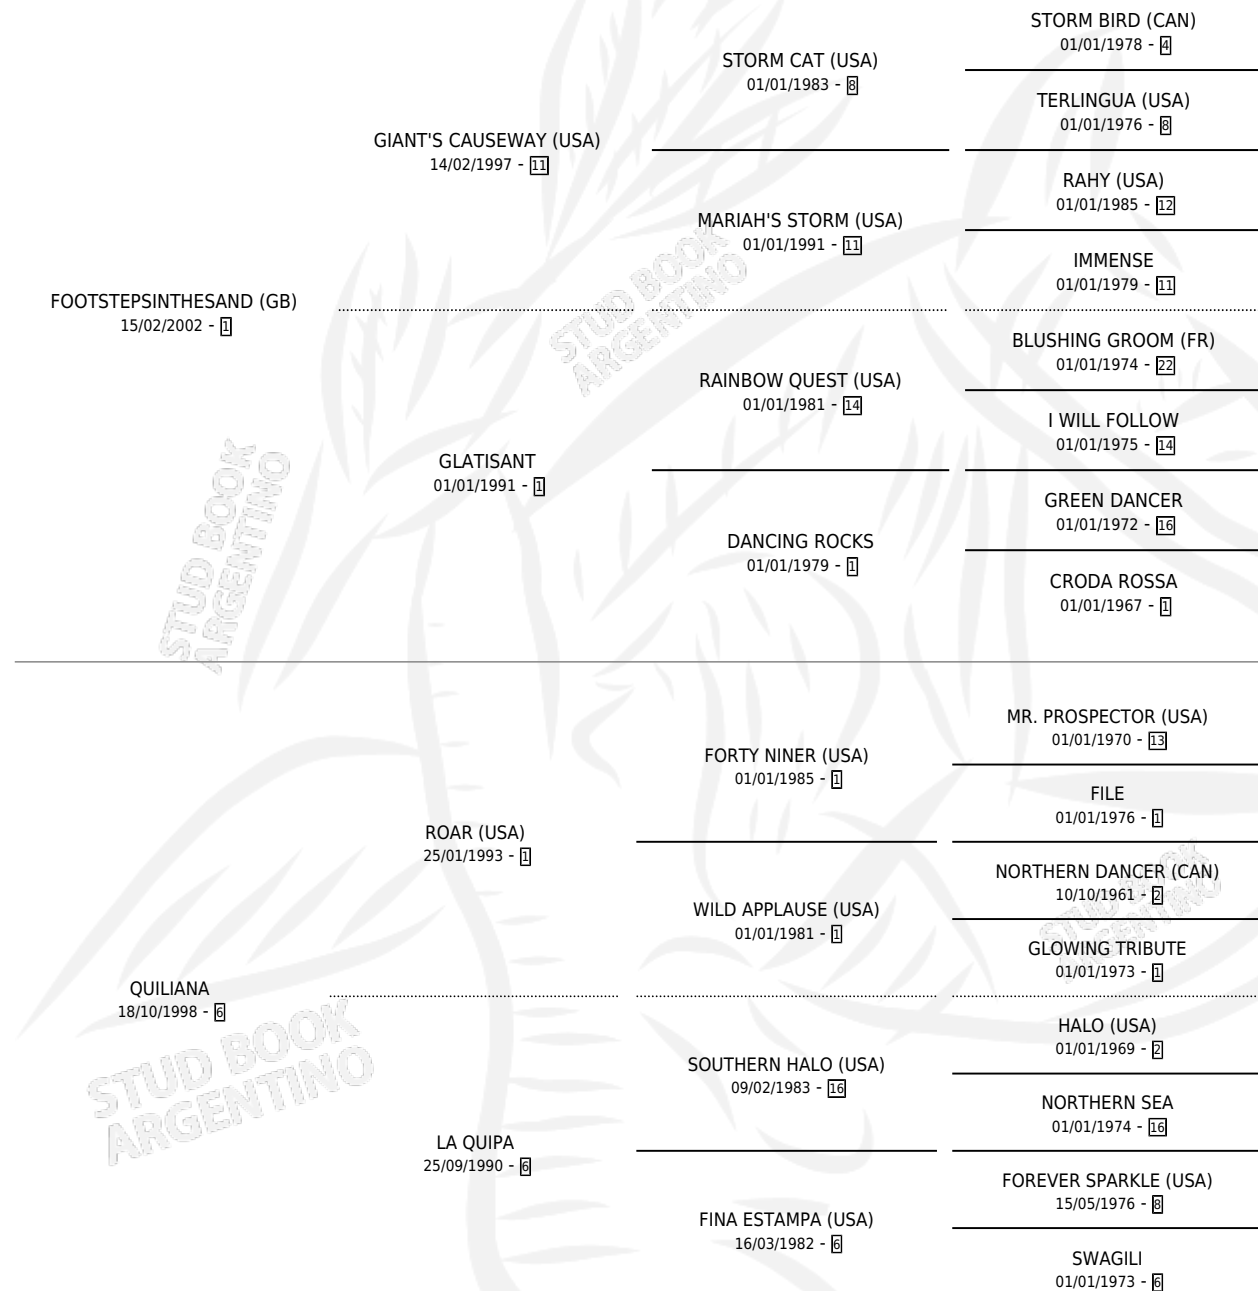 STORM BIRD (CAN)
01/01/1978 - 4
STORM CAT (USA)
01/01/1983 - 8
TERLINGUA (USA)
01/01/1976 - 8
GIANT'S CAUSEWAY (USA)
14/02/1997 - 11
RAHY (USA)
01/01/1985 - 12
MARIAH'S STORM (USA)
01/01/1991 - 11
IMMENSE
01/01/1979 - 11
FOOTSTEPSINTHESAND (GB)
15/02/2002 - 1
STUD BOOK
ARGENTINO
BLUSHING GROOM (FR)
01/01/1974 - 22
RAINBOW QUEST (USA)
01/01/1981 - 14
I WILL FOLLOW
01/01/1975 - 14
GLATISANT
01/01/1991 - 1
GREEN DANCER
01/01/1972 - 16
DANCING ROCKS
01/01/1979 - 1
CRODA ROSSA
01/01/1967 - 1
STUD BOOK
ARGENTINO
MR. PROSPECTOR (USA)
01/01/1970 - 13
FORTY NINER (USA)
01/01/1985 - 1
FILE
01/01/1976 - 1
ROAR (USA)
25/01/1993 - 1
NORTHERN DANCER (CAN)
10/10/1961 - 2
WILD APPLAUSE (USA)
01/01/1981 - 1
GLOWING TRIBUTE
01/01/1973 - 1
STUD BOOK
ARGENTINO
QUILIANA
18/10/1998 - 6
HALO (USA)
01/01/1969 - 2
SOUTHERN HALO (USA)
09/02/1983 - 16
NORTHERN SEA
01/01/1974 - 16
STUD BOOK
ARGENTINO
LA QUIPA
25/09/1990 - 6
FOREVER SPARKLE (USA)
15/05/1976 - 8
FINA ESTAMPA (USA)
16/03/1982 - 6
SWAGILI
01/01/1973 - 6